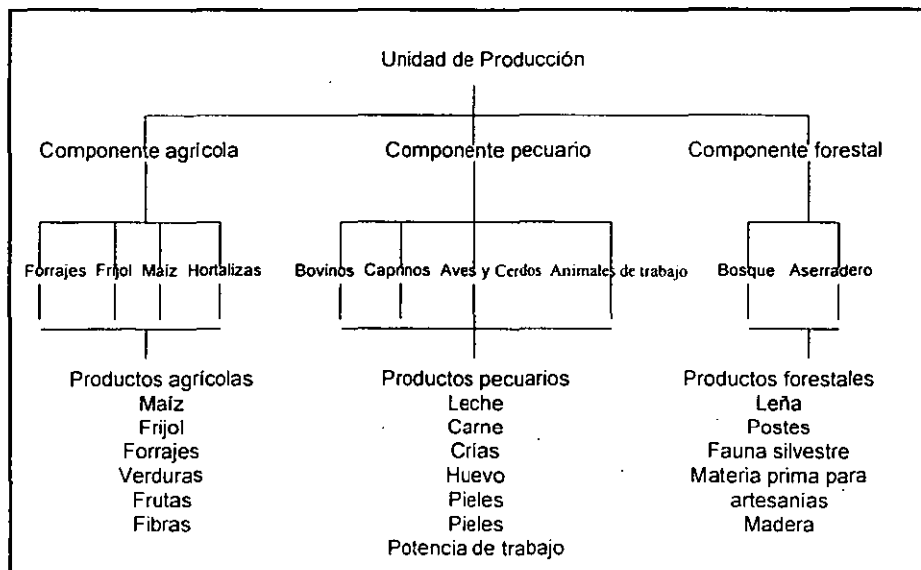 Unidad de Producción
Componente agrícola
Componente pecuario
Componente forestal
Forrajes Frijol Maíz Hortalizas
Bovinos Caprinos Aves y Cerdos Animales de trabajo
Bosque Aserradero
Productos agrícolas
Maíz
Frijol
Forrajes
Verduras
Frutas
Fibras
Productos pecuarios
Leche
Carne
Crías
Huevo
Pieles
Pieles
Potencia de trabajo
Productos forestales
Leña
Postes
Fauna silvestre
Materia prima para
artesanías
Madera